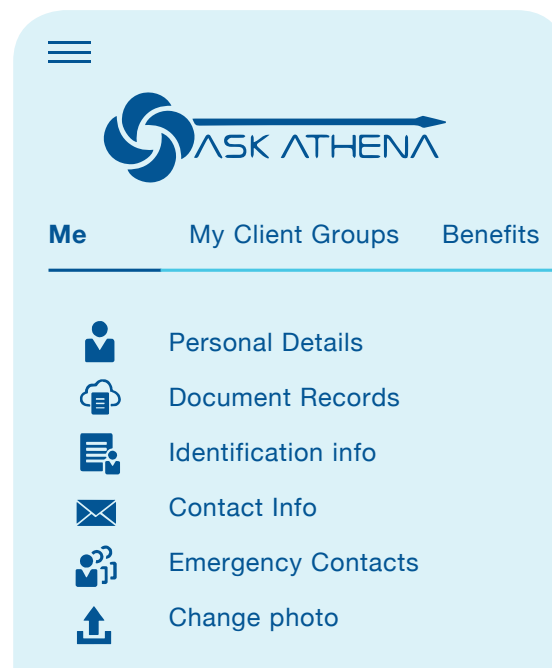 ASK ATHENA
Me My Client Groups Benefits
Personal Details
Document Records
Identification info
Contact Info
Emergency Contacts
Change photo